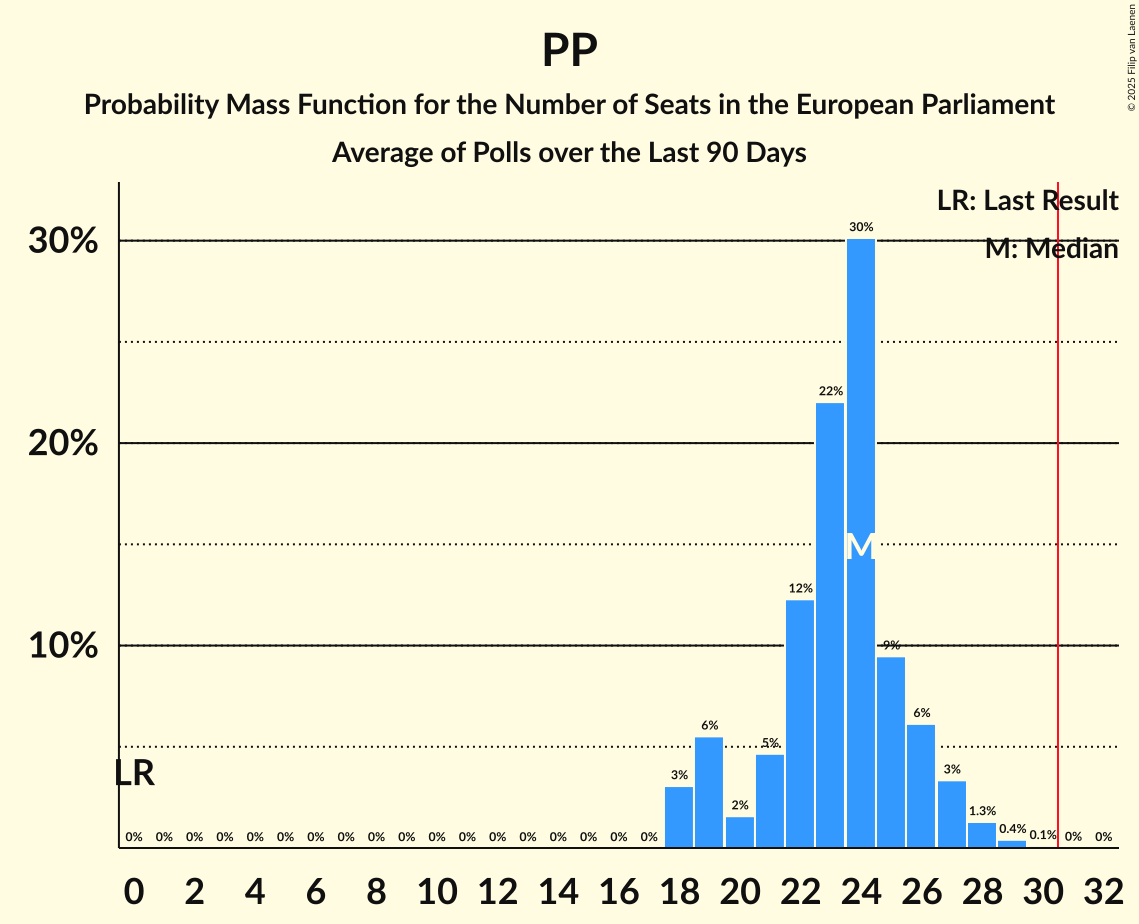 PP
Probability Mass Function for the Number of Seats in the European Parliament
Average of Polls over the Last 90 Days
© 2025 Filip van Laenen
LR: Last Result
M: Median
30%
20%
10%
30%
22%
M
12%
9%
6%
6%
5%
3%
3%
2%
1.3%
0.4%
0.1%
LR
0% 0% 0% 0% 0% 0% 0% 0% 0% 0% 0% 0% 0% 0% 0% 0% 0% 0% 0% 0%
0 2 4 6 8 10 12 14 16 18 20 22 24 26 28 30 32